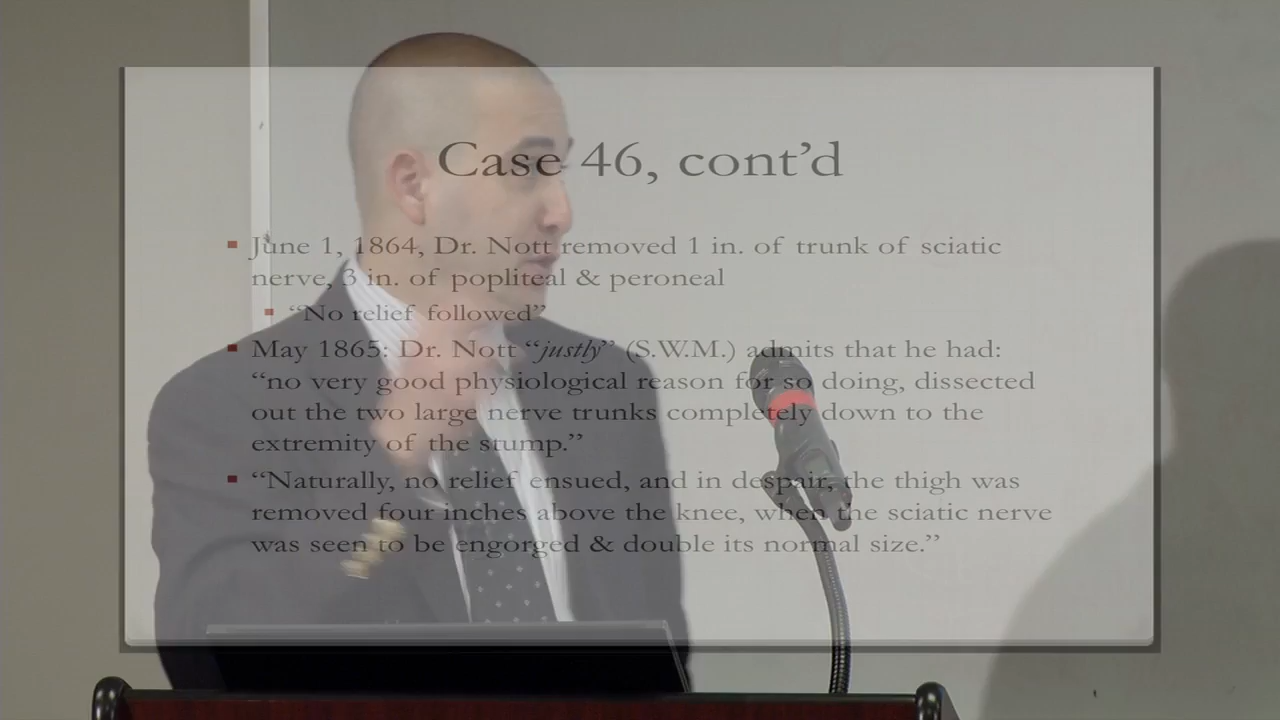 Case 46, cont’d
June 1, 1864, Dr. Nott removed 1 in. of trunk of sciatic
nerve, 3 in. of popliteal & peroneal
“No relief followed”
May 1865: Dr. Nott “justly” (S.W.M.) admits that he had:
“no very good physiological reason for so doing, dissected
out the two large nerve trunks completely down to the
extremity of the stump.”
“Naturally, no relief ensued, and in despair, the thigh was
removed four inches above the knee, when the sciatic nerve
was seen to be engorged & double its normal size.”